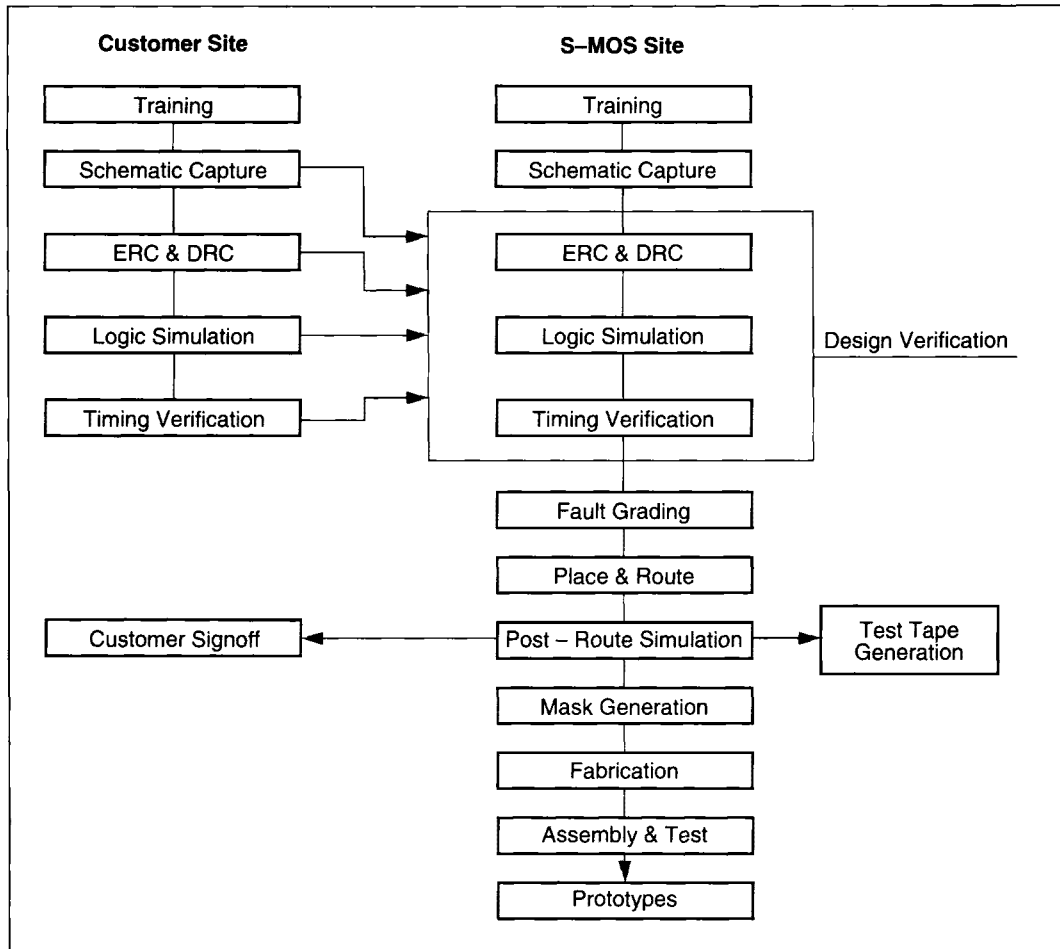 Customer Site
S–MOS Site
Training
Training
Schematic Capture
Schematic Capture
ERC & DRC
ERC & DRC
Logic Simulation
Logic Simulation
Design Verification
Timing Verification
Timing Verification
Fault Grading
Place & Route
Customer Signoff
Post – Route Simulation
Test Tape
Generation
Mask Generation
Fabrication
Assembly & Test
Prototypes